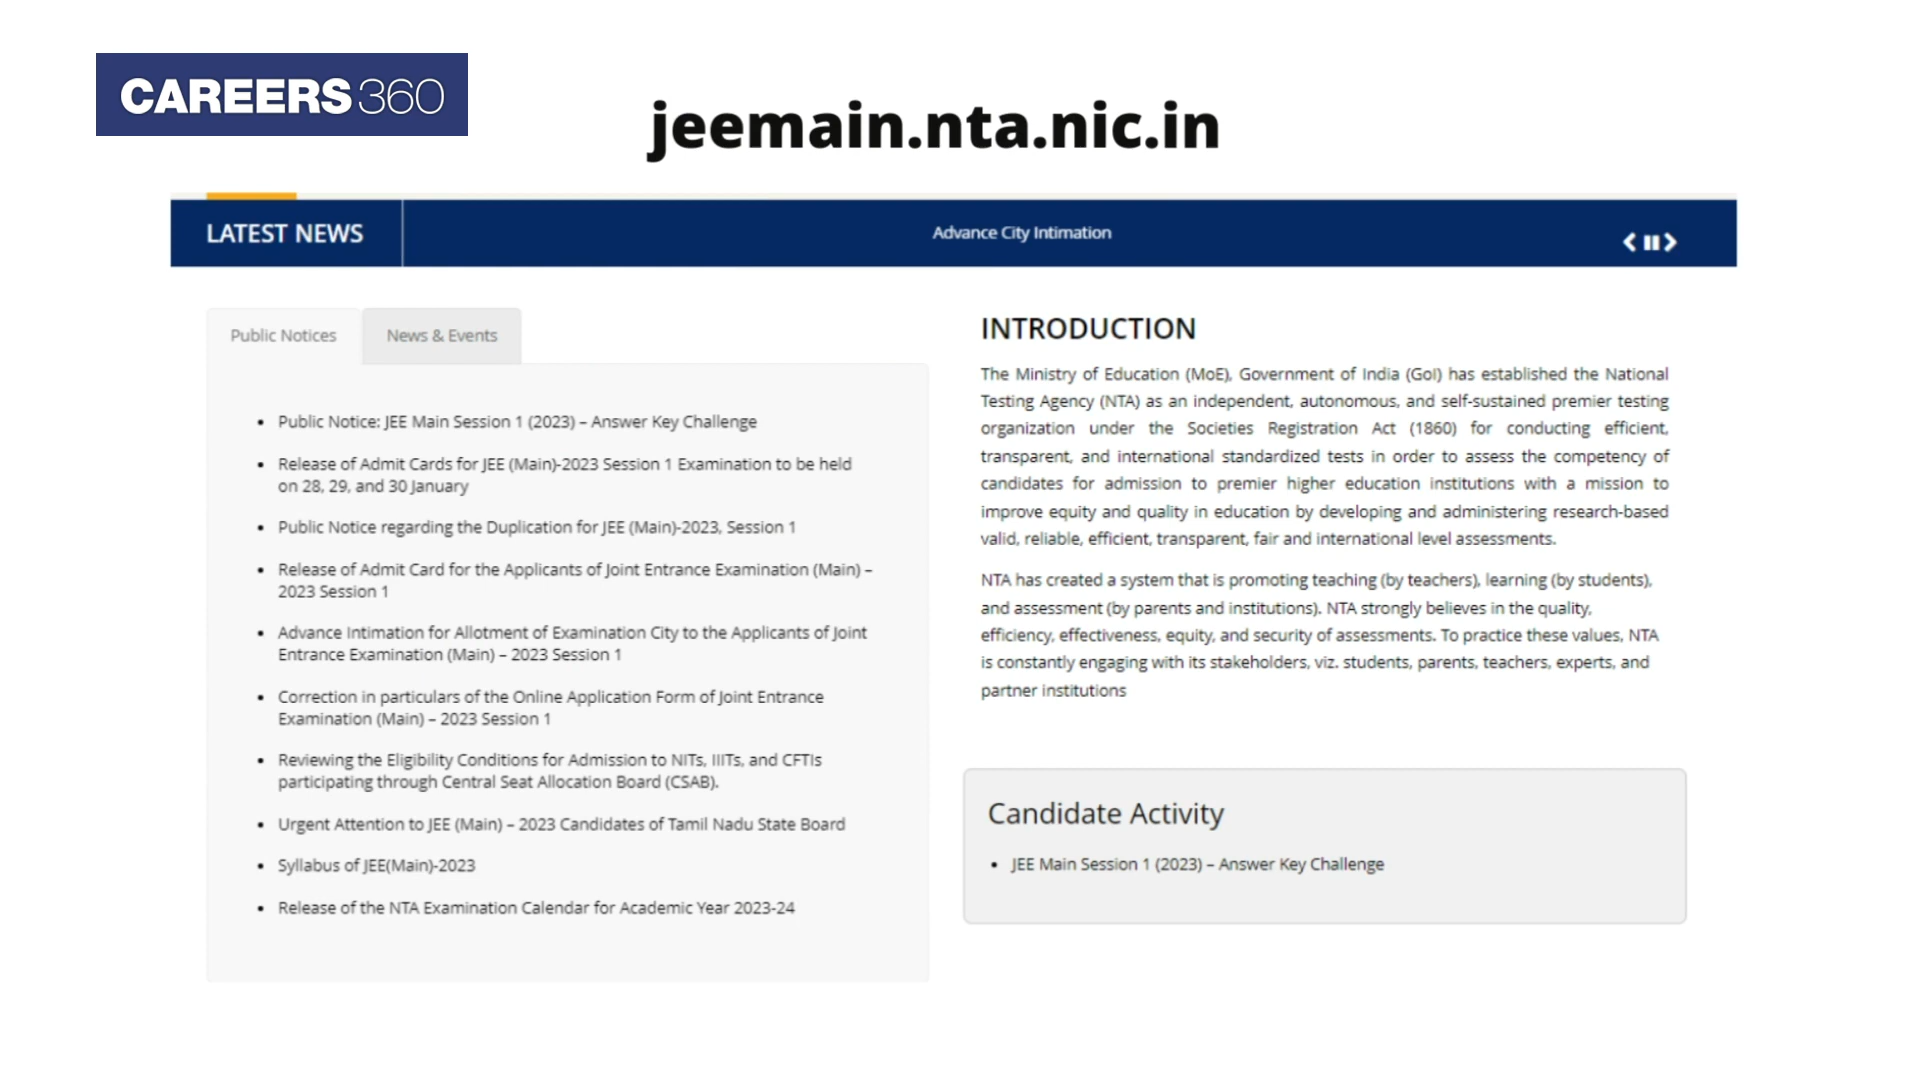 CAREERS360
jeemain.nta.nic.in
LATEST NEWS
Advance City Intimation
Public Notices
News & Events
• Public Notice: JEE Main Session 1 (2023) – Answer Key Challenge
• Release of Admit Cards for JEE (Main)-2023 Session 1 Examination to be held
on 28, 29, and 30 January
• Public Notice regarding the Duplication for JEE (Main)-2023, Session 1
• Release of Admit Card for the Applicants of Joint Entrance Examination (Main) –
2023 Session 1
• Advance Intimation for Allotment of Examination City to the Applicants of Joint
Entrance Examination (Main) – 2023 Session 1
• Correction in particulars of the Online Application Form of Joint Entrance
Examination (Main) – 2023 Session 1
• Reviewing the Eligibility Conditions for Admission to NITs, IIITs, and CFTIs
participating through Central Seat Allocation Board (CSAB).
• Urgent Attention to JEE (Main) – 2023 Candidates of Tamil Nadu State Board
• Syllabus of JEE(Main)-2023
• Release of the NTA Examination Calendar for Academic Year 2023-24
INTRODUCTION
The Ministry of Education (MoE), Government of India (GoI) has established the National
Testing Agency (NTA) as an independent, autonomous, and self-sustained premier testing
organization under the Societies Registration Act (1860) for conducting efficient,
transparent, and international standardized tests in order to assess the competency of
candidates for admission to premier higher education institutions with a mission to
improve equity and quality in education by developing and administering research-based
valid, reliable, efficient, transparent, fair and international level assessments.
NTA has created a system that is promoting teaching (by teachers), learning (by students),
and assessment (by parents and institutions). NTA strongly believes in the quality,
efficiency, effectiveness, equity, and security of assessments. To practice these values, NTA
is constantly engaging with its stakeholders, viz. students, parents, teachers, experts, and
partner institutions
Candidate Activity
• JEE Main Session 1 (2023) – Answer Key Challenge